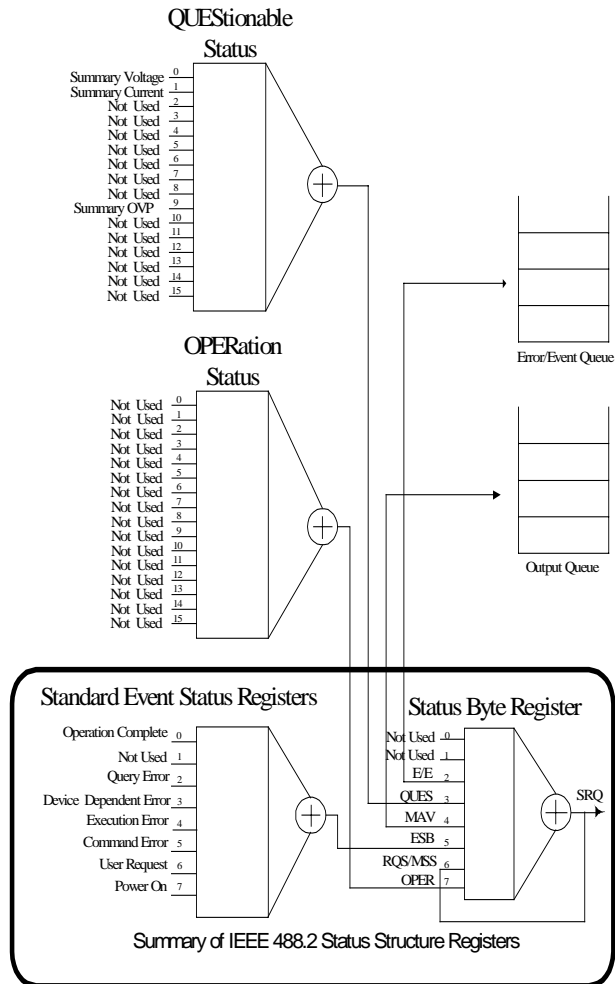 QUEStionable
Status
Summary Voltage 0
Summary Current 1
Not Used 2
Not Used 3
Not Used 4
Not Used 5
Not Used 6
Not Used 7
Not Used 8
Summary OVP 9
Not Used 10
Not Used 11
Not Used 12
Not Used 13
Not Used 14
Not Used 15
Error/Event Queue
OPERation
Status
Not Used 0
Not Used 1
Not Used 2
Not Used 3
Not Used 4
Not Used 5
Not Used 6
Not Used 7
Not Used 8
Not Used 9
Not Used 10
Not Used 11
Not Used 12
Not Used 13
Not Used 14
Not Used 15
Output Queue
Standard Event Status Registers
Operation Complete 0
Not Used 1
Query Error 2
Device Dependent Error 3
Execution Error 4
Command Error 5
User Request 6
Power On 7
Status Byte Register
Not Used 0
Not Used 1
E/E 2
QUES 3
MAV 4
ESB 5
RQS/MSS 6
OPER 7
SRQ
Summary of IEEE 488.2 Status Structure Registers